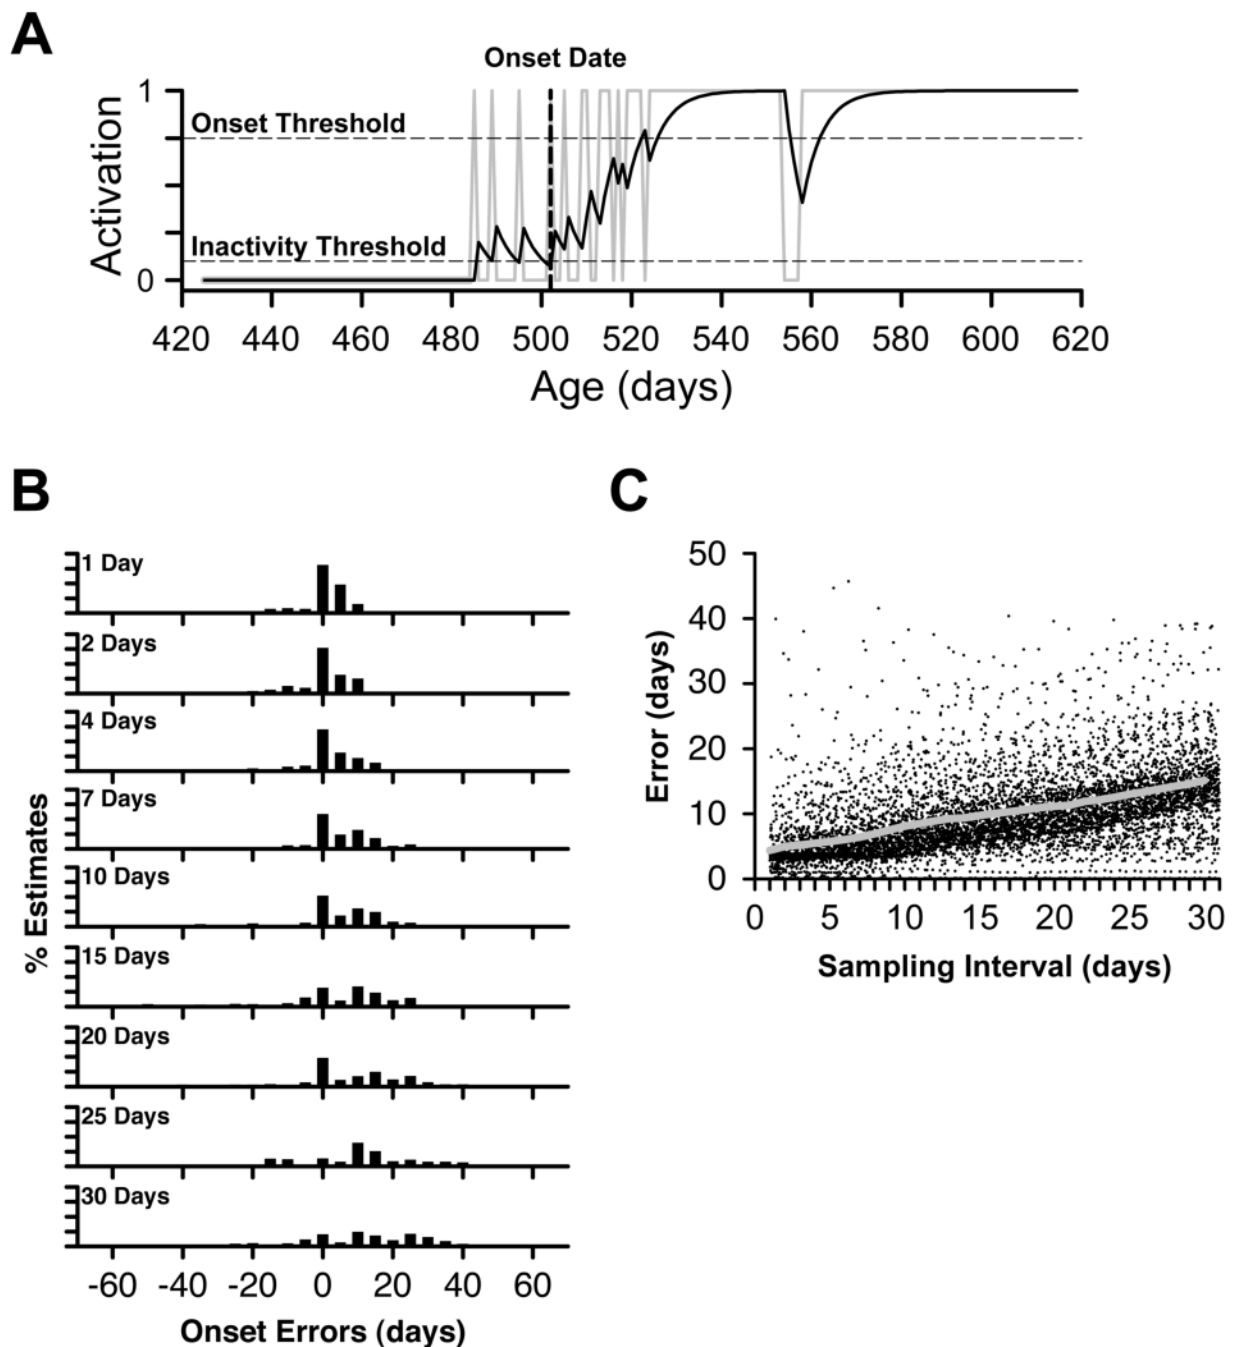 A
Onset Date
1
Onset Threshold
Activation
Inactivity Threshold
0
420 440 460 480 500 520 540 560 580 600 620
Age (days)
B
1 Day
2 Days
4 Days
7 Days
10 Days
15 Days
20 Days
25 Days
30 Days
% Estimates
-60 -40 -20 0 20 40 60
Onset Errors (days)
C
50
40
30
20
10
0
Error (days)
0 5 10 15 20 25 30
Sampling Interval (days)